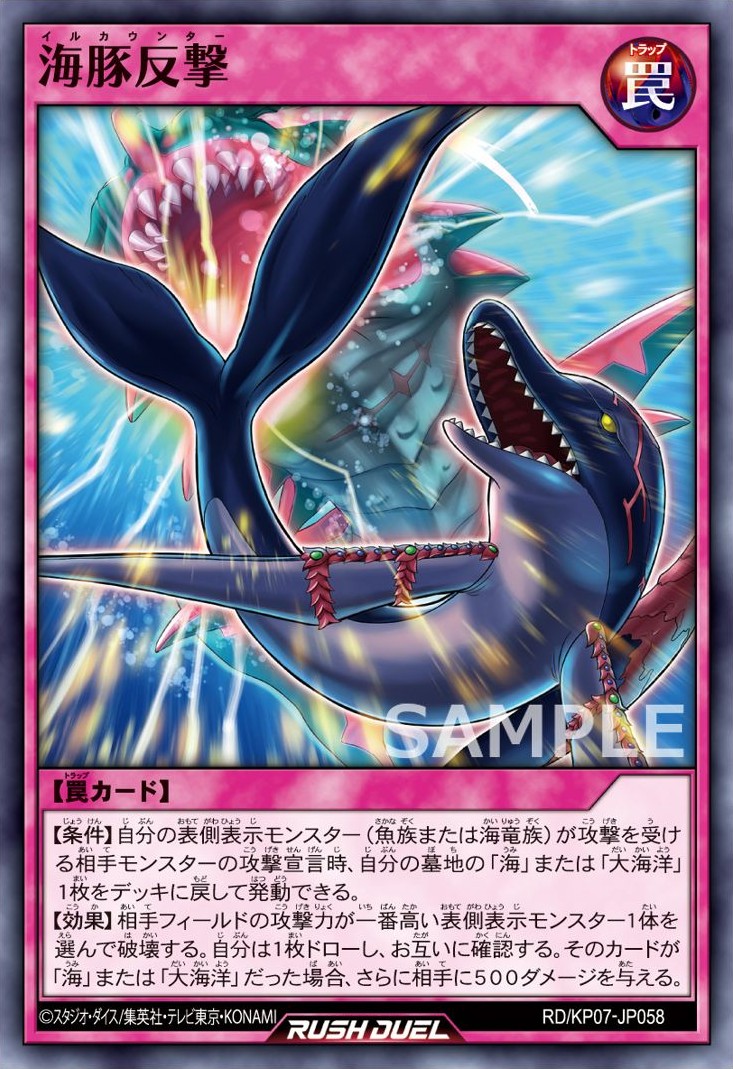 イルカウンター
海豚反撃
トラップ
罠
SAMPLE
トラップ
【罠カード】
【条件】自分の表側表示モンスター(魚族または海竜族)が攻撃を受け
る相手モンスターの攻撃宣言時、自分の墓地の「海」または「大海洋」
1枚をデッキに戻して発動できる。
【効果】相手フィールドの攻撃力が一番高い表側表示モンスター1体を
選んで破壊する。自分は1枚ドローし、お互いに確認する。そのカードが
「海」または「大海洋」だった場合、さらに相手に500ダメージを与える。
©スタジオ・ダイス/集英社・テレビ東京・KONAMI
RUSH DUEL
RD/KP07-JP058